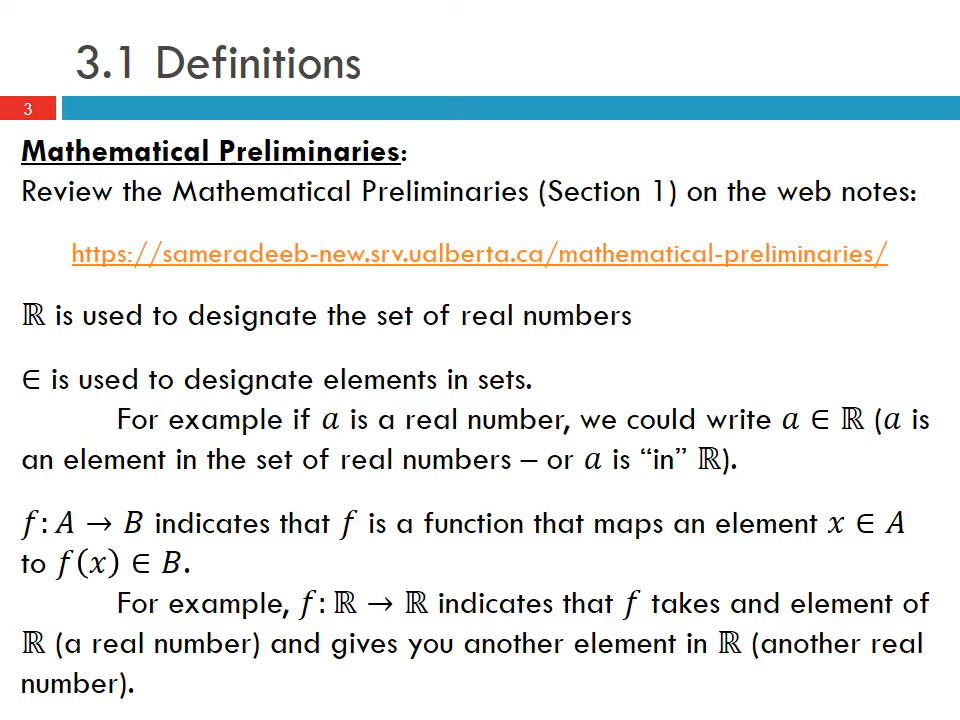 3.1 Definitions
3
Mathematical Preliminaries:
Review the Mathematical Preliminaries (Section 1) on the web notes:
https://sameradeeb-new.srv.ualberta.ca/mathematical-preliminaries/
ℝ is used to designate the set of real numbers
∈ is used to designate elements in sets.
For example if 𝑎 is a real number, we could write 𝑎 ∈ ℝ (𝑎 is
an element in the set of real numbers – or 𝑎 is “in” ℝ).
𝑓: 𝐴 → 𝐵 indicates that 𝑓 is a function that maps an element 𝑥 ∈ 𝐴
to 𝑓(𝑥) ∈ 𝐵.
For example, 𝑓: ℝ → ℝ indicates that 𝑓 takes and element of
ℝ (a real number) and gives you another element in ℝ (another real
number).